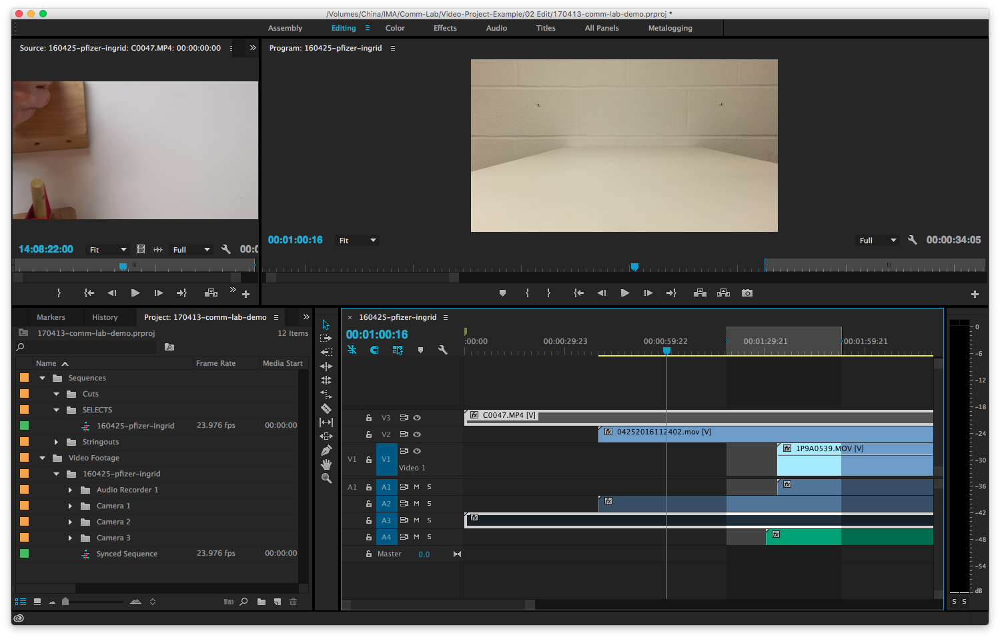 /Volumes/China/IMA/Comm-Lab/Video-Project-Example/02 Edit/170413-comm-lab-demo.prproj *
Assembly Editing Color Effects Audio Titles All Panels Metalogging
Source: 160425-pfizer-ingrid: C0047.MP4: 00:00:00:00
Program: 160425-pfizer-ingrid
14:08:22:00 Fit Full 00:0
00:01:00:16 Fit Full 00:00:34:05
Markers History Project: 170413-comm-lab-demo
170413-comm-lab-demo.prproj 12 Items
Name Frame Rate Media Start
Sequences
Cuts
SELECTS
160425-pfizer-ingrid 23.976 fps 00:00:00
Stringouts
Video Footage
160425-pfizer-ingrid
Audio Recorder 1
Camera 1
Camera 2
Camera 3
Synced Sequence 23.976 fps 00:00:00
× 160425-pfizer-ingrid
00:01:00:16
:00:00 00:00:29:23 00:00:59:22 00:01:29:21 00:01:59:21
V3 fx C0047.MP4 [V]
V2 fx 04252016112402.mov [V]
V1 V1 fx 1P9A0539.MOV [V]
Video 1
A1 A1 M S fx
A2 M S fx
A3 M S fx
A4 M S fx
Master 0.0
0
-6
-12
-18
-24
-30
-36
-42
-48
-54
dB
S S